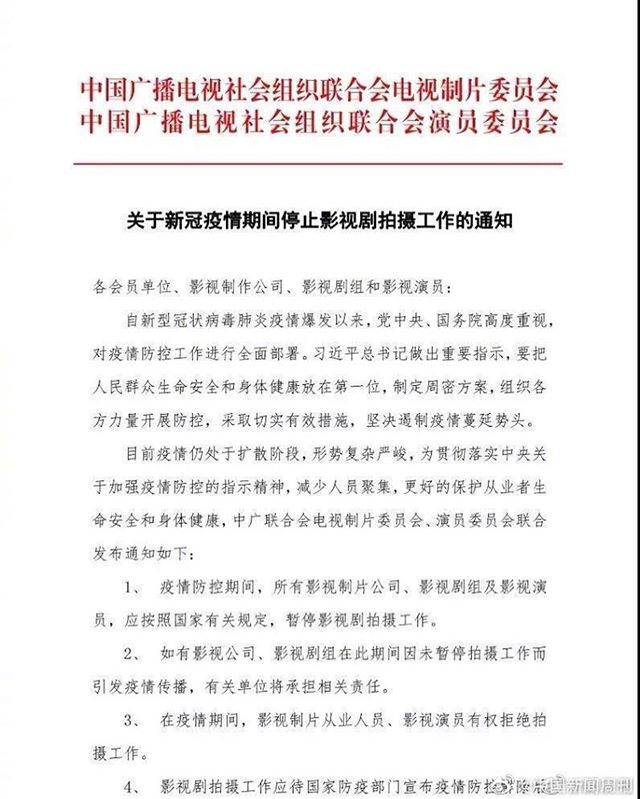 中国广播电视社会组织联合会电视制片委员会
中国广播电视社会组织联合会演员委员会
关于新冠疫情期间停止影视剧拍摄工作的通知
各会员单位、影视制作公司、影视剧组和影视演员:
自新型冠状病毒肺炎疫情爆发以来,党中央、国务院高度重视,
对疫情防控工作进行全面部署。习近平总书记做出重要指示,要把
人民群众生命安全和身体健康放在第一位,制定周密方案,组织各
方力量开展防控,采取切实有效措施,坚决遏制疫情蔓延势头。
目前疫情仍处于扩散阶段,形势复杂严峻,为贯彻落实中央关
于加强疫情防控的指示精神,减少人员聚集,更好的保护从业者生
命安全和身体健康,中广联合会电视制片委员会、演员委员会联合
发布通知如下:
1、 疫情防控期间,所有影视制片公司、影视剧组及影视演
员,应按照国家有关规定,暂停影视剧拍摄工作。
2、 如有影视公司、影视剧组在此期间因未暂停拍摄工作而
引发疫情传播,有关单位将承担相关责任。
3、 在疫情期间,影视制片从业人员、影视演员有权拒绝拍
摄工作。
4、 影视剧拍摄工作应待国家防疫部门宣布疫情防控
国新闻周刊